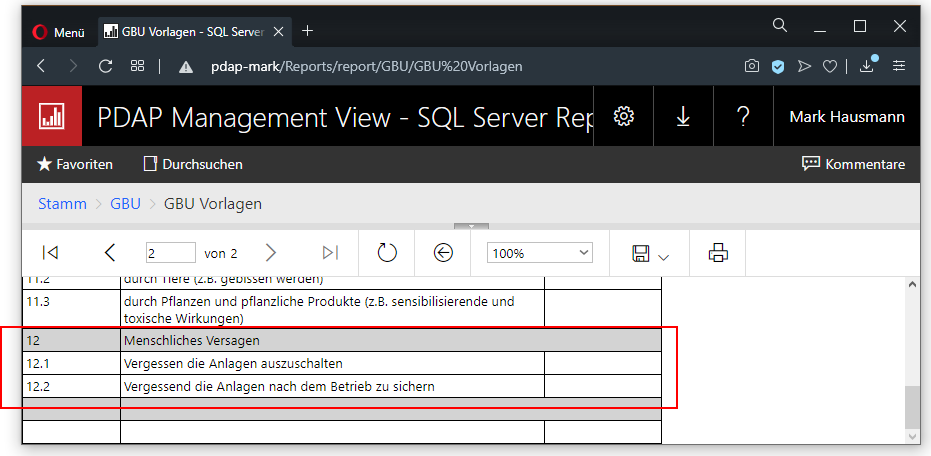 Menü
GBU Vorlagen - SQL Server
pdap-mark/Reports/report/GBU/GBU%20Vorlagen
PDAP Management View - SQL Server Rep
?
Mark Hausmann
Favoriten
Durchsuchen
Kommentare
Stamm > GBU > GBU Vorlagen
2 von 2
100%
11.2 durch Tiere (z.B. gebissen werden)
11.3 durch Pflanzen und pflanzliche Produkte (z.B. sensibilisierende und
toxische Wirkungen)
12 Menschliches Versagen
12.1 Vergessen die Anlagen auszuschalten
12.2 Vergessend die Anlagen nach dem Betrieb zu sichern